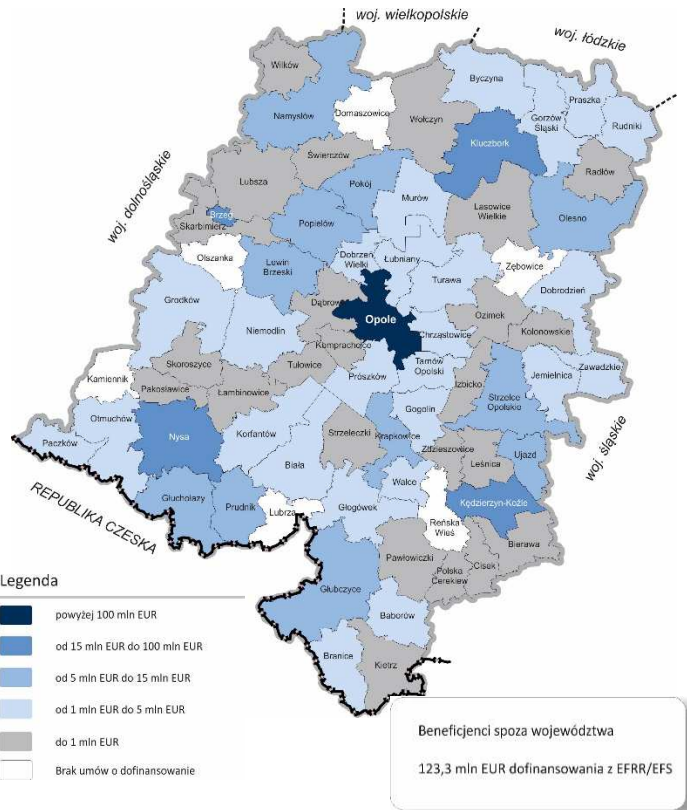 woj. wielkopolskie
woj. łódzkie
Wilków
Byczyna
Namysłów
Domaszowice
Wołczyn
Gorzów
Śląski
Praszka
Rudniki
Kluczbork
Świerczów
Radłów
woj. dolnośląskie
Lubsza
Pokój
Murów
Lasowice
Wielkie
Olesno
Brzeg
Skarbimierz
Popielów
Olszanka
Lewin
Brzeski
Dobrzeń
Wielki
Łubniany
Turawa
Zębowice
Dobrodzień
Grodków
Dąbrowa
Opole
Ozimek
Niemodlin
Chrząstowice
Kolonowskie
Skoroszyce
Komprachcice
Tułowice
Tarnów
Opolski
Zawadzkie
Kamiennik
Pakosławice
Łambinowice
Prószków
Izbicko
Strzelce
Opolskie
Jemielnica
Otmuchów
Gogolin
Paczków
Nysa
Korfantów
Strzeleczki
Krapkowice
Zdzieszowice
Leśnica
Ujazd
woj. śląskie
Biała
Walce
Głuchołazy
Prudnik
Lubrza
Głogówek
Kędzierzyn-Koźle
REPUBLIKA CZESKA
Reńska
Wieś
Bierawa
Pawłowiczki
Polska
Cerekiew
Cisek
Głubczyce
Baborów
Branice
Kietrz
Legenda
powyżej 100 mln EUR
od 15 mln EUR do 100 mln EUR
od 5 mln EUR do 15 mln EUR
od 1 mln EUR do 5 mln EUR
do 1 mln EUR
Brak umów o dofinansowanie
Beneficjenci spoza województwa
123,3 mln EUR dofinansowania z EFRR/EFS